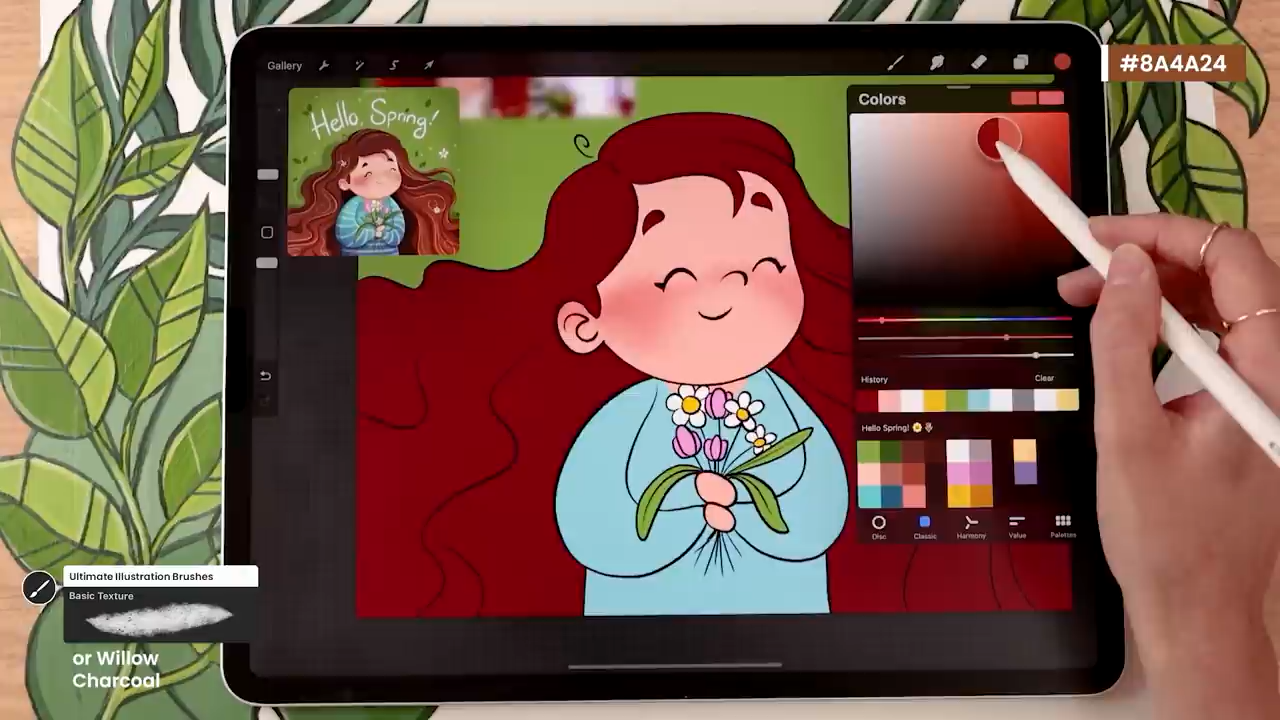 Gallery
#8A4A24
Colors
Hello, Spring!
History
Clear
Hello Spring!
Disc
Classic
Harmony
Value
Palettes
Ultimate Illustration Brushes
Basic Texture
or Willow
Charcoal